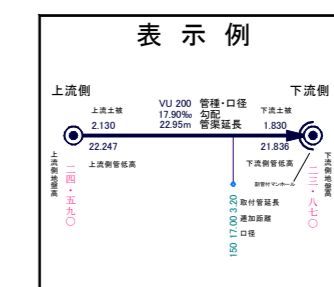 表示例
上流側
下流側
上流土被
VU 200 管種・口径
下流土被
2.130
17.90‰ 勾配
1.830
22.95m 管渠延長
22.247
21.836
上流側管低高
下流側管低高
上流側地盤高
二四・五九〇
副管付マンホール
下流側地盤高
二三・八七〇
3.20 取付管延長
17.00 逓加距離
150 口径